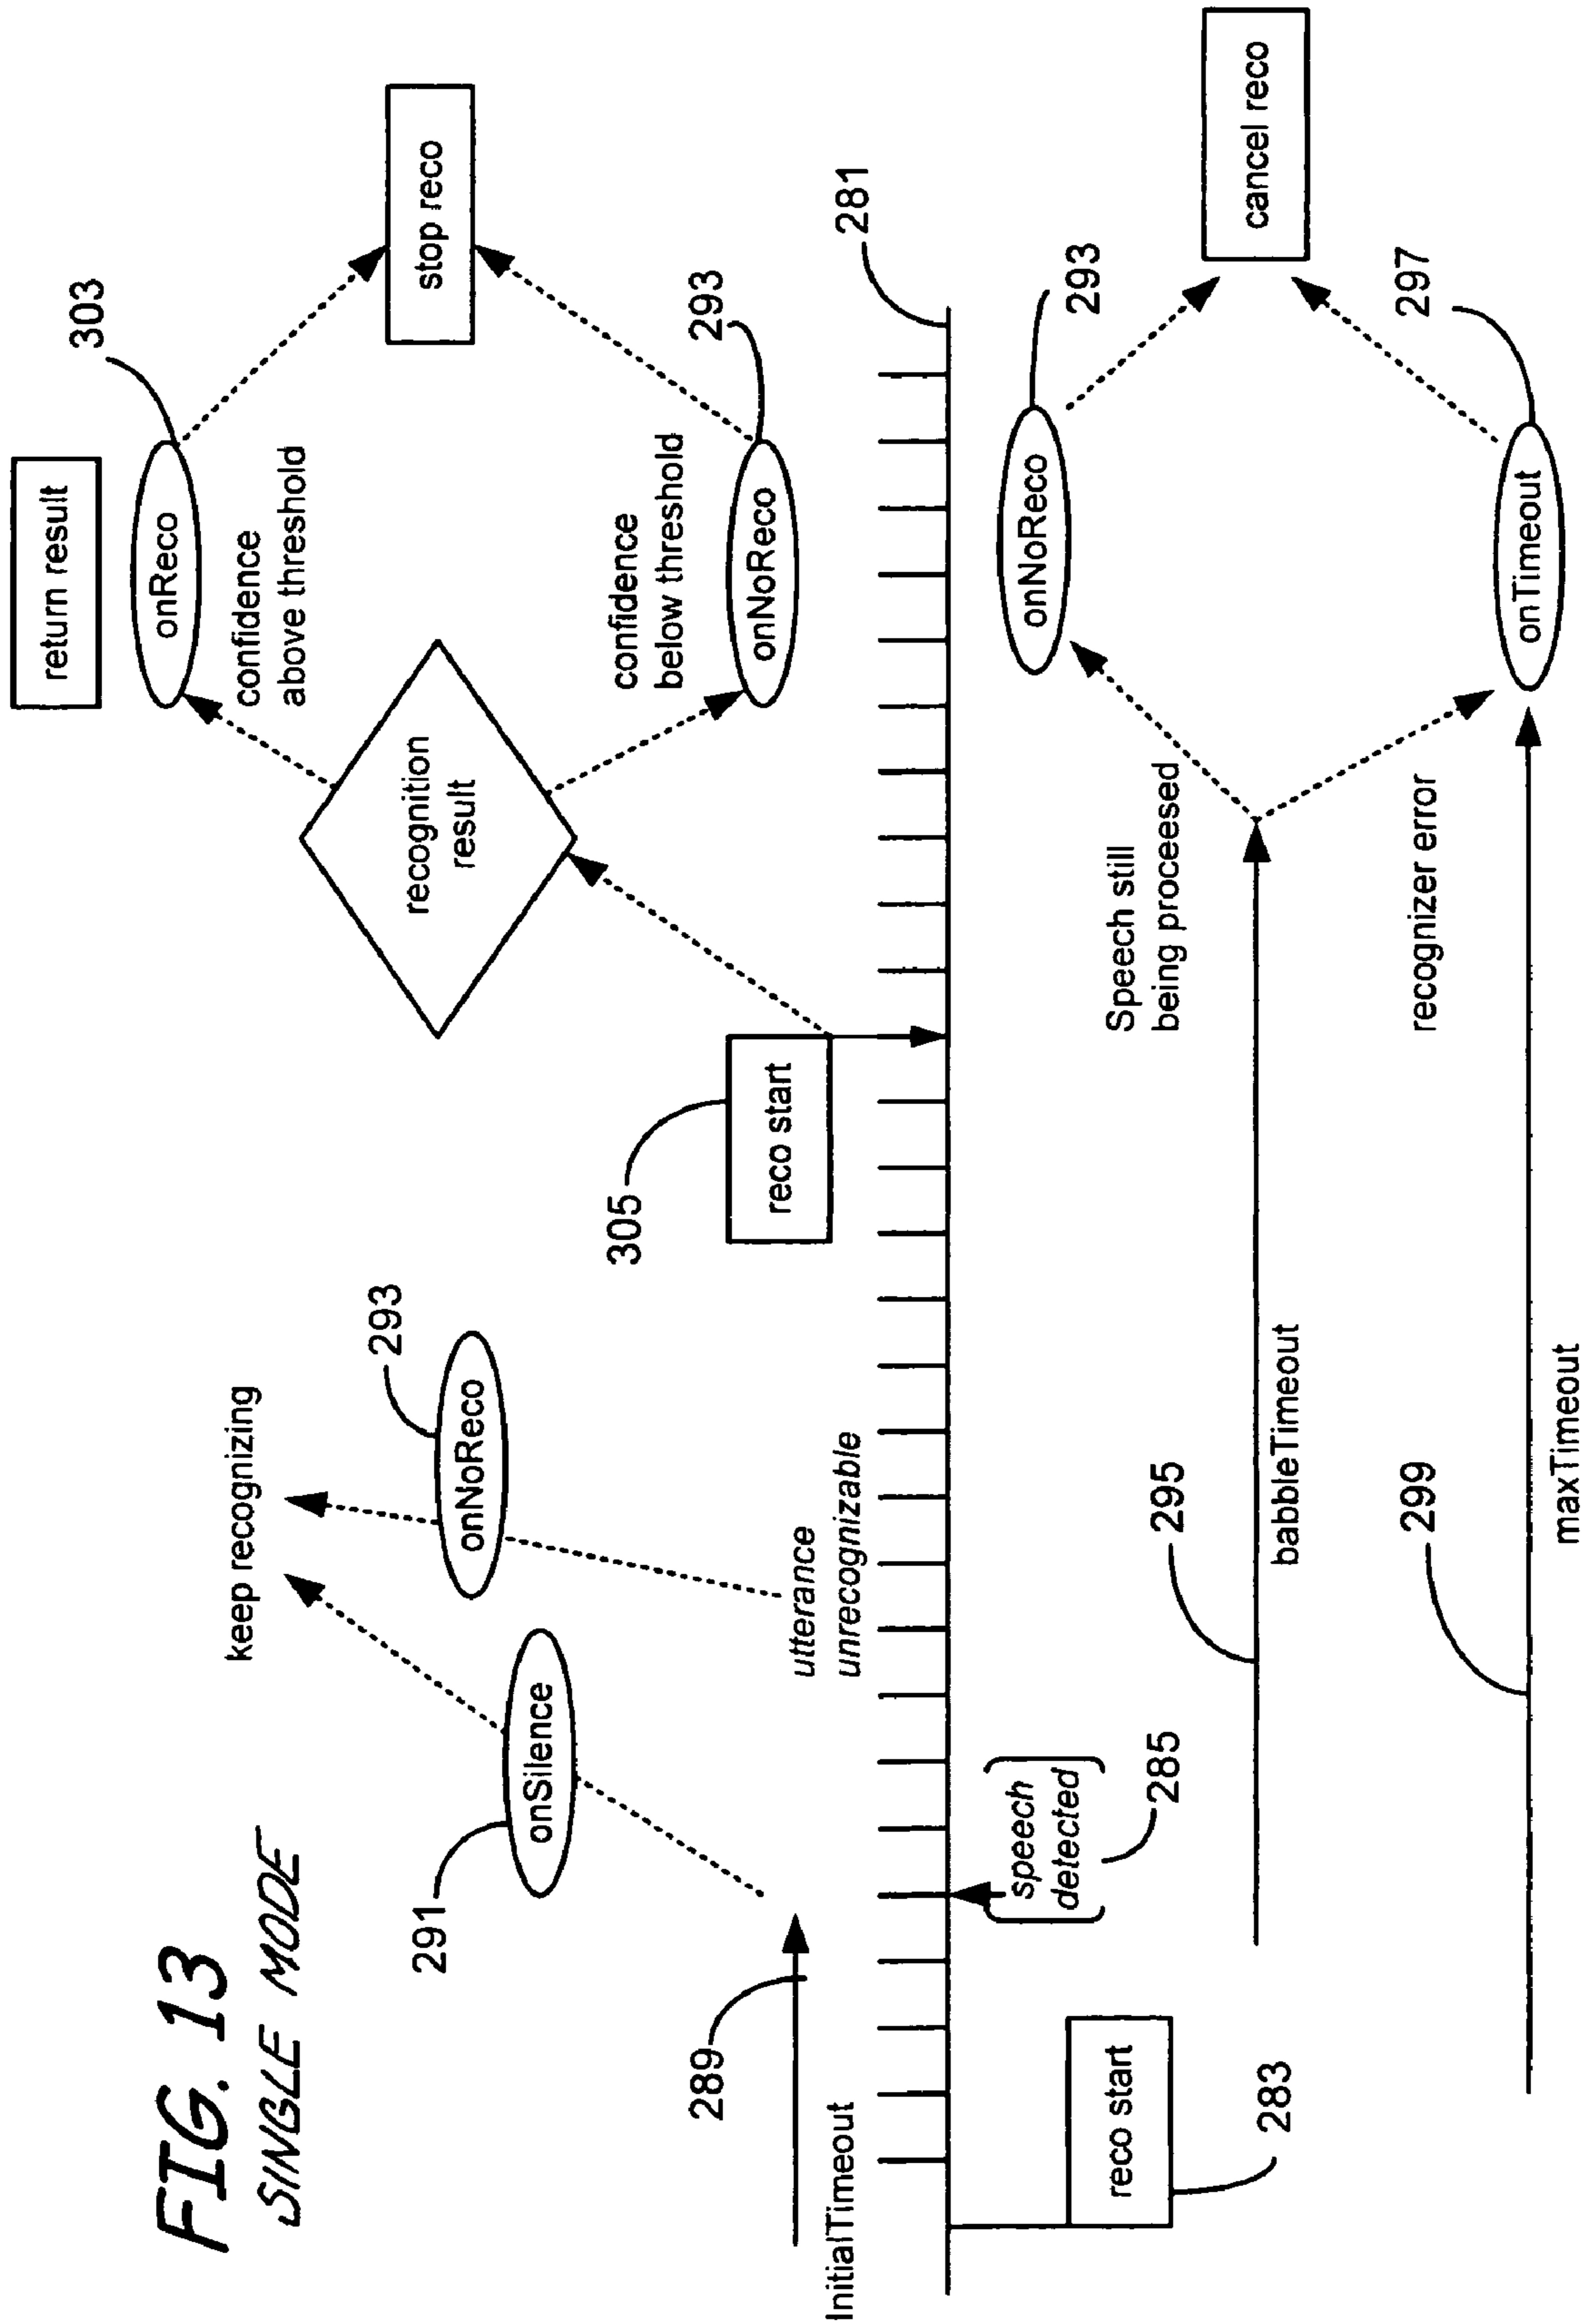 FIG. 13
SINGLE MODE
return result
303
onReco
confidence
above threshold
stop reco
recognition
result
confidence
below threshold
293
onNoReco
keep recognizing
293
onNoReco
291
onSilence
305
reco start
utterance
unrecognizable
289
InitialTimeout
281
speech
detected
285
reco start
283
293
onNoReco
Speech still
being proceesed
cancel reco
295
babbleTimeout
recognizer error
297
onTimeout
299
maxTimeout